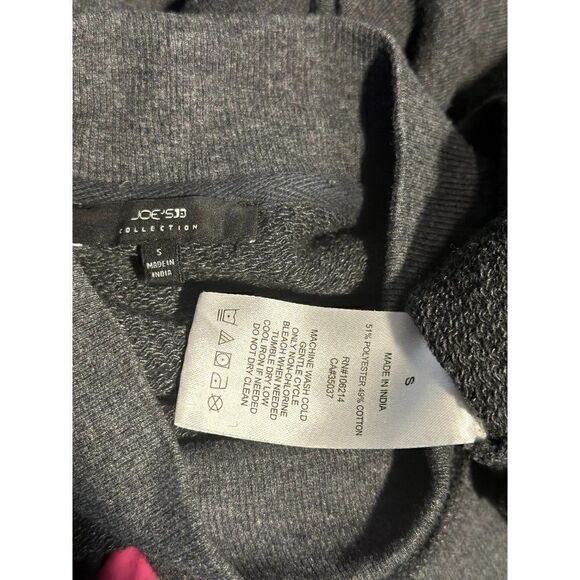 JOE'S
COLLECTION
S
MADE IN
INDIA
S
MADE IN INDIA
51% POLYESTER 49% COTTON
RN#106214
CA#35037
MACHINE WASH COLD
GENTLE CYCLE
ONLY NON-CHLORINE
BLEACH WHEN NEEDED
TUMBLE DRY LOW
COOL IRON IF NEEDED
DO NOT DRY CLEAN